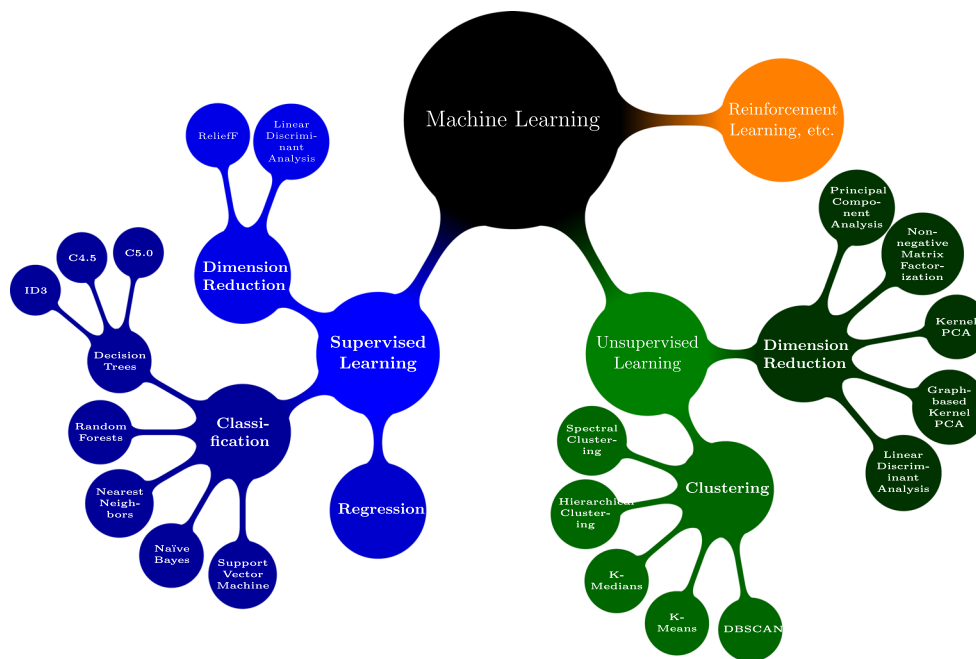 Machine Learning
Reinforcement
Learning, etc.
ReliefF
Linear
Discrimi-
nant
Analysis
Dimension
Reduction
Supervised
Learning
C5.0
C4.5
ID3
Decision
Trees
Classi-
fication
Random
Forests
Nearest
Neigh-
bors
Naïve
Bayes
Support
Vector
Machine
Regression
Unsupervised
Learning
Dimension
Reduction
Principal
Component
Analysis
Non-
negative
Matrix
Factor-
ization
Kernel
PCA
Graph-
based
Kernel
PCA
Linear
Discrim-
inant
Analysis
Clustering
Spectral
Cluster-
ing
Hierarchical
Cluster-
ing
K-
Medians
K-
Means
DBSCAN